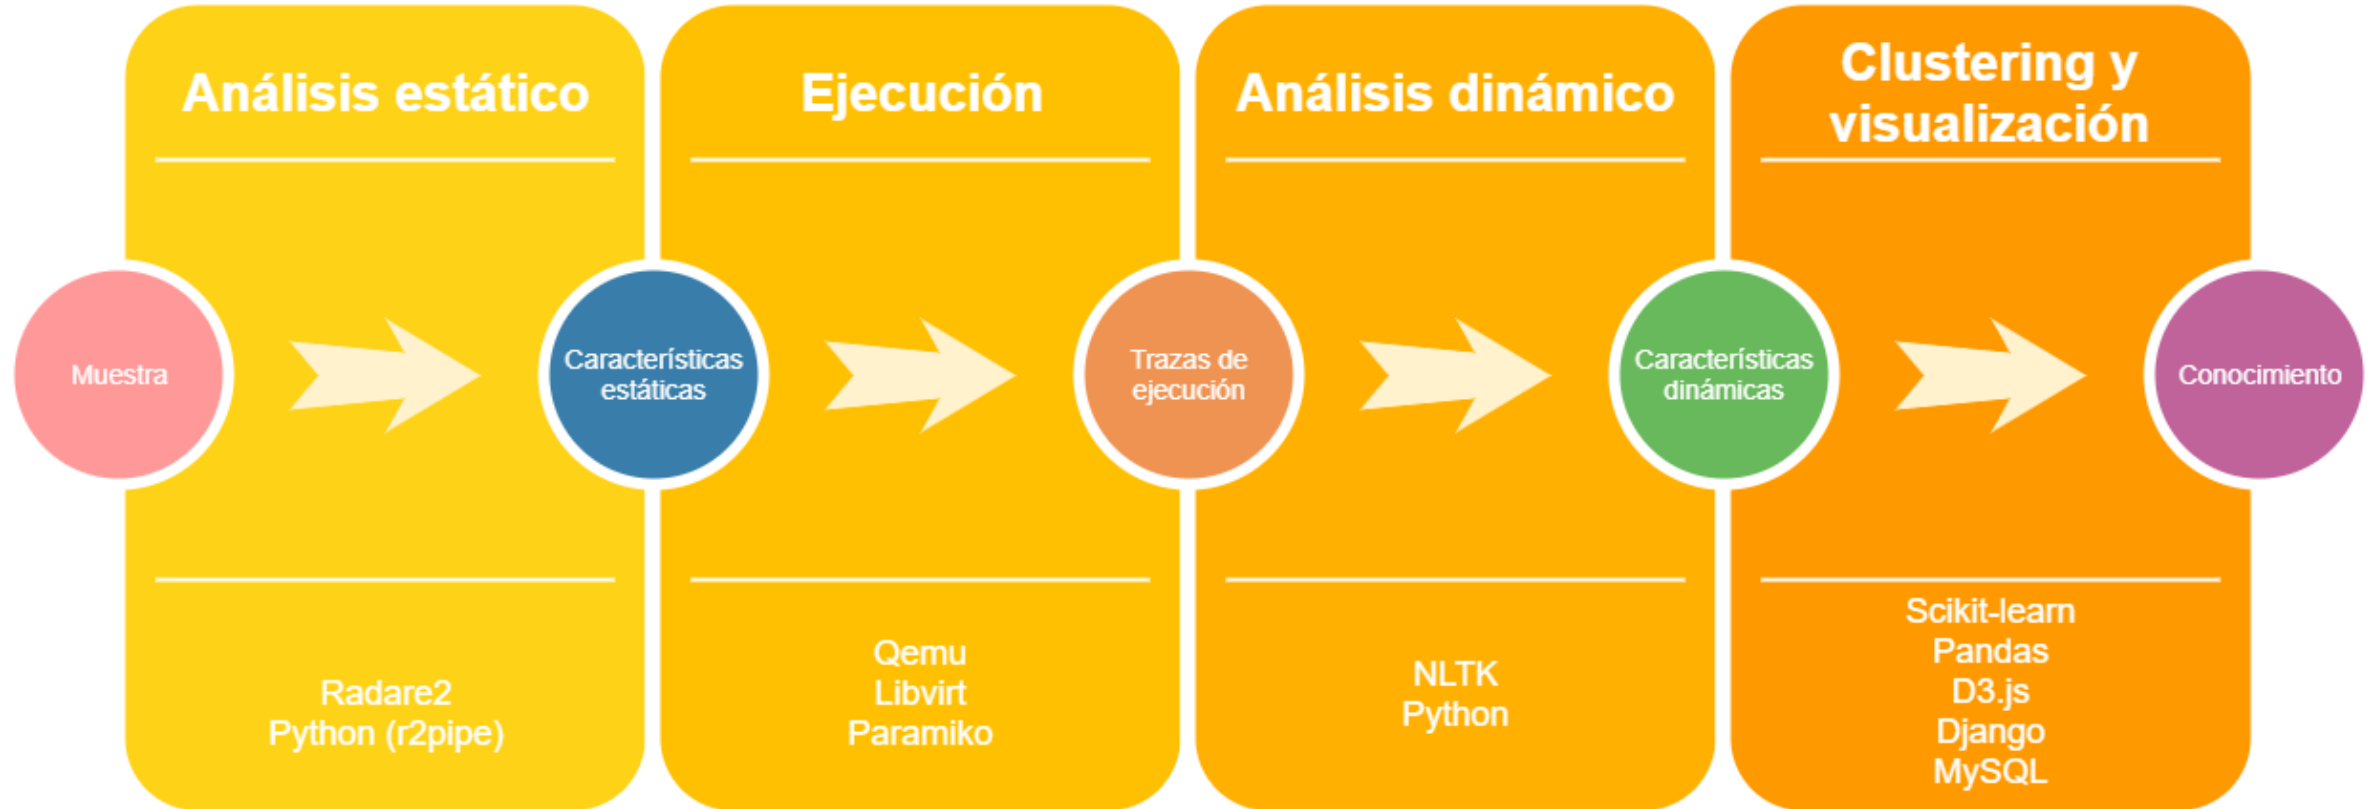 Análisis estático
Ejecución
Análisis dinámico
Clustering y
visualización
Muestra
Características
estáticas
Trazas de
ejecución
Características
dinámicas
Conocimiento
Radare2
Python (r2pipe)
Qemu
Libvirt
Paramiko
NLTK
Python
Scikit-learn
Pandas
D3.js
Django
MySQL